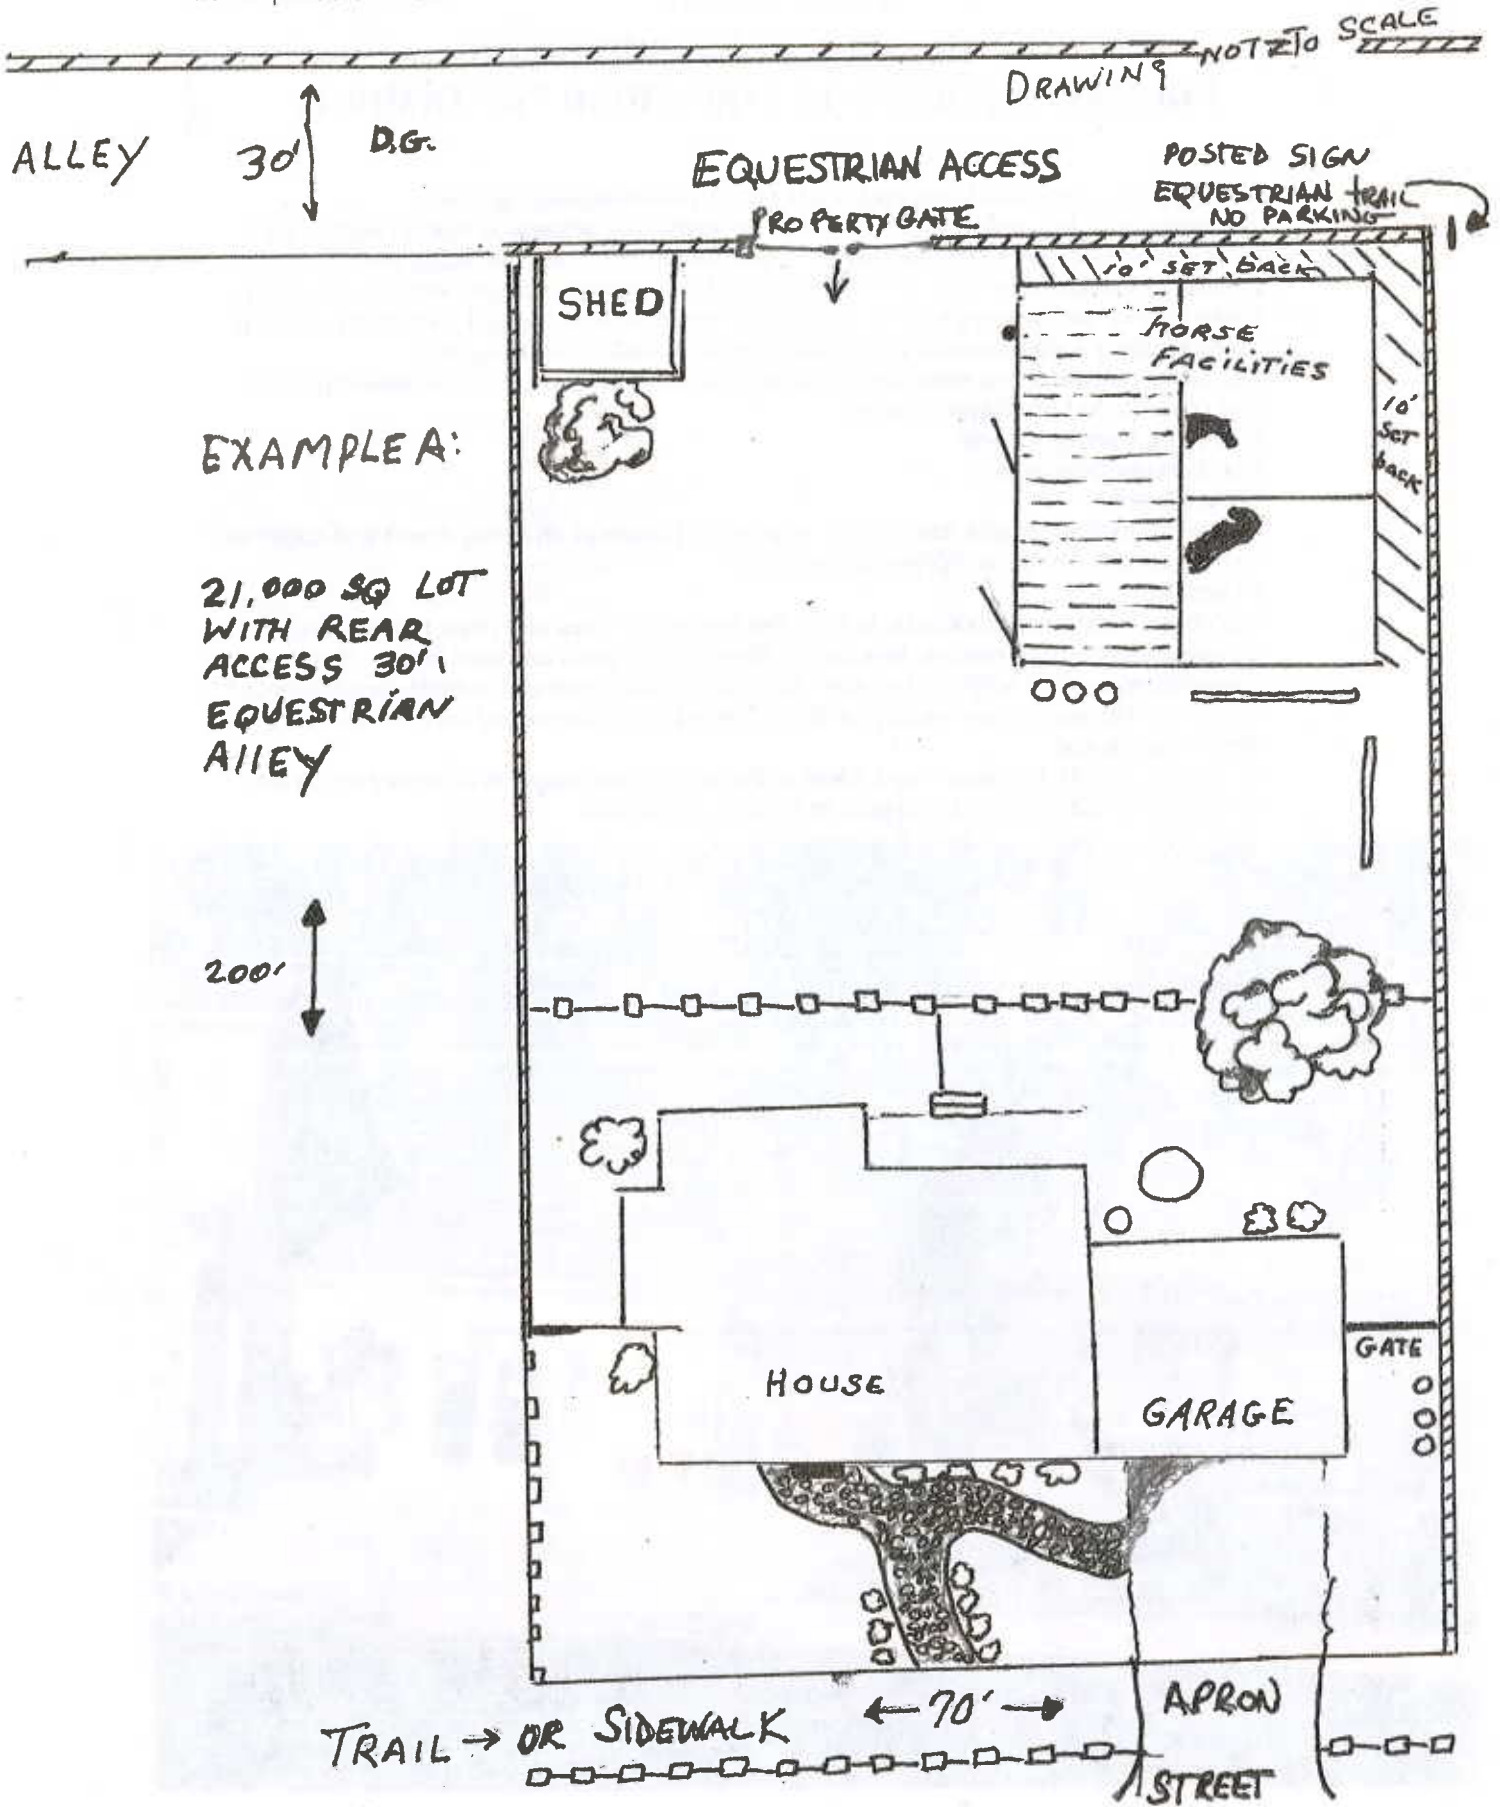 NOT TO SCALE
DRAWING
ALLEY
30'
D.G.
EQUESTRIAN ACCESS
PROPERTY GATE
POSTED SIGN
EQUESTRIAN trAIL
NO PARKING
SHED
10' SET bACK
hORSE
FACILITIES
10'
SET
bACK
EXAMPLE A:
21,000 SQ LOT
WITH REAR
ACCESS 30'
EQUESTRIAN
AllEY
200'
HOUSE
GARAGE
GATE
TRAIL → OR SIDEWALK
← 70' →
APRON
STREET